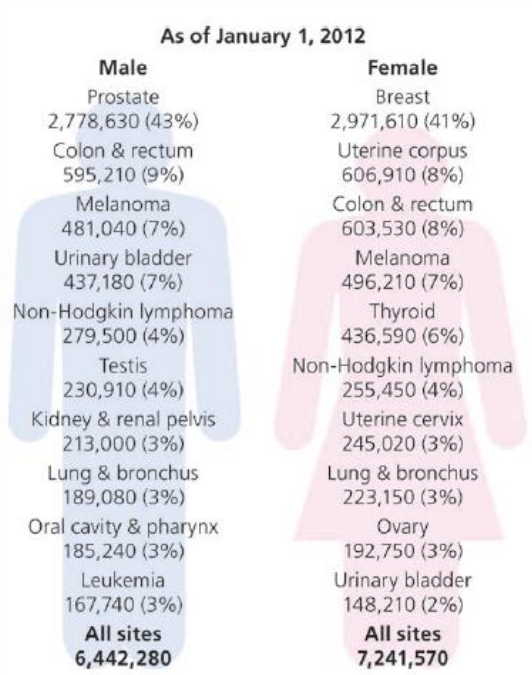 As of January 1, 2012
Male
Prostate
2,778,630 (43%)
Colon & rectum
595,210 (9%)
Melanoma
481,040 (7%)
Urinary bladder
437,180 (7%)
Non-Hodgkin lymphoma
279,500 (4%)
Testis
230,910 (4%)
Kidney & renal pelvis
213,000 (3%)
Lung & bronchus
189,080 (3%)
Oral cavity & pharynx
185,240 (3%)
Leukemia
167,740 (3%)
All sites
6,442,280
Female
Breast
2,971,610 (41%)
Uterine corpus
606,910 (8%)
Colon & rectum
603,530 (8%)
Melanoma
496,210 (7%)
Thyroid
436,590 (6%)
Non-Hodgkin lymphoma
255,450 (4%)
Uterine cervix
245,020 (3%)
Lung & bronchus
223,150 (3%)
Ovary
192,750 (3%)
Urinary bladder
148,210 (2%)
All sites
7,241,570